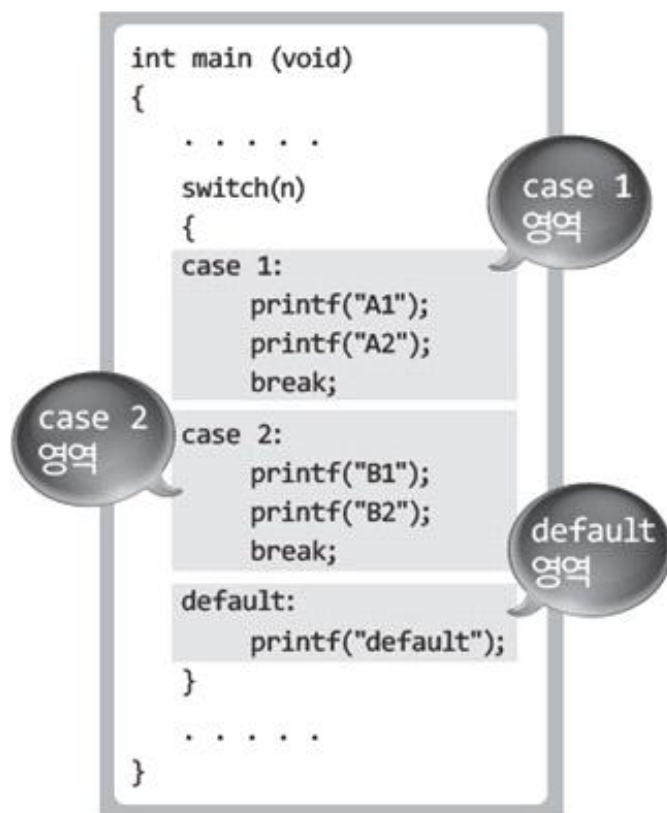 int main (void)
{
. . . . .
switch(n)
{
case 1:
printf("A1");
printf("A2");
break;
case 2:
printf("B1");
printf("B2");
break;
default:
printf("default");
}
. . . . .
}
case 1
영역
case 2
영역
default
영역